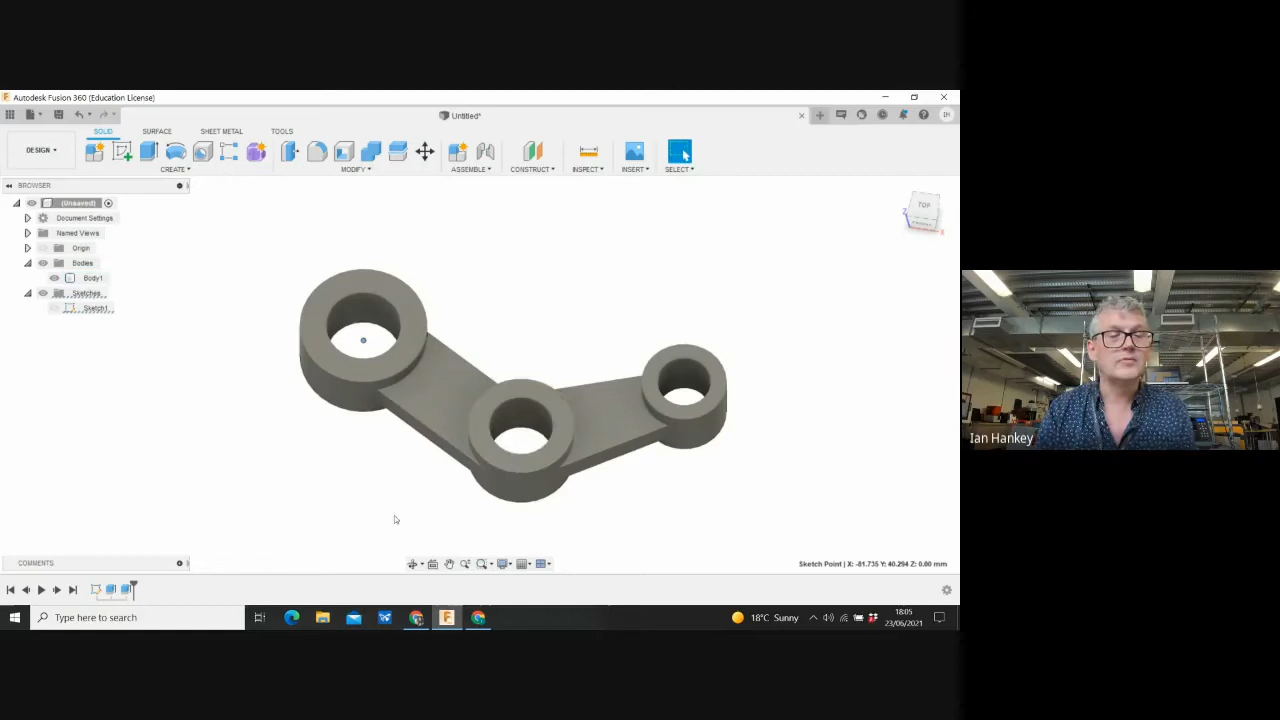 Autodesk Fusion 360 (Education License)
Untitled*
IH
SOLID SURFACE SHEET METAL TOOLS
DESIGN
CREATE MODIFY ASSEMBLE CONSTRUCT INSPECT INSERT SELECT
BROWSER
(Unsaved)
Document Settings
Named Views
Origin
Bodies
Body1
Sketches
Sketch1
TOP
Z
X
Ian Hankey
COMMENTS
Sketch Point | X: -81.735 Y: 40.294 Z: 0.00 mm
Type here to search
18°C Sunny
18:05
23/06/2021